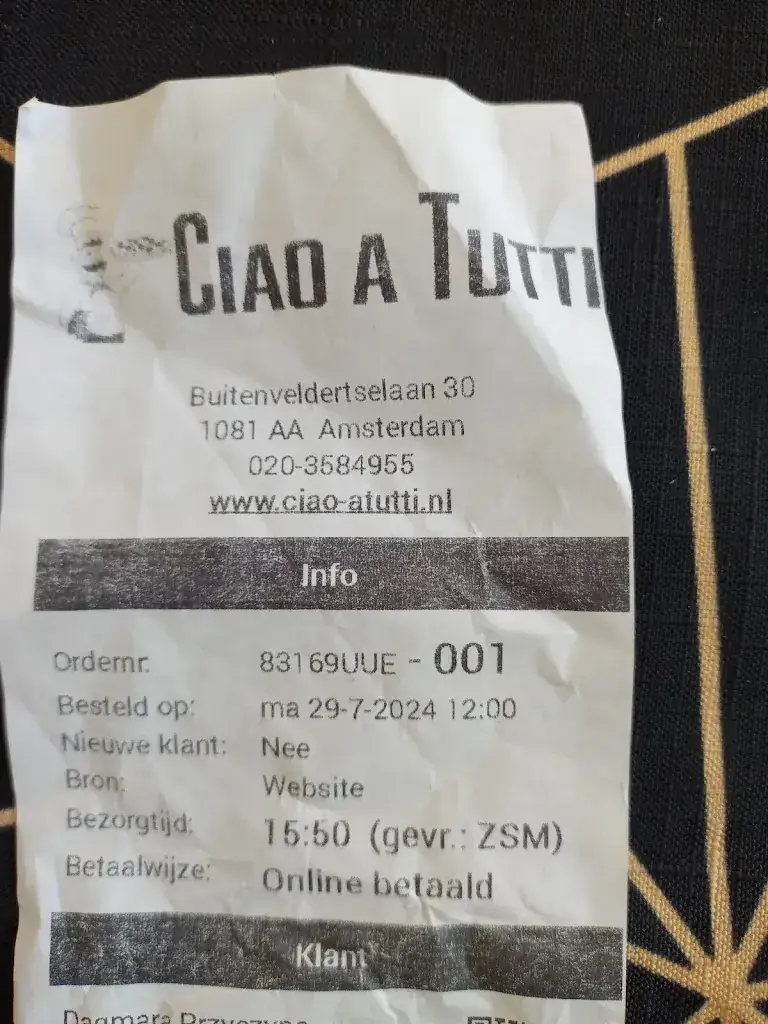 CIAO A TUTTI
Buitenveldertselaan 30
1081 AA Amsterdam
020-3584955
www.ciao-atutti.nl
Info
Ordernr. 83169UUE - 001
Besteld op: ma 29-7-2024 12:00
Nieuwe klant: Nee
Bron: Website
Bezorgtijd: 15:50 (gevr.: ZSM)
Betaalwijze: Online betaald
Klant
Dagmara